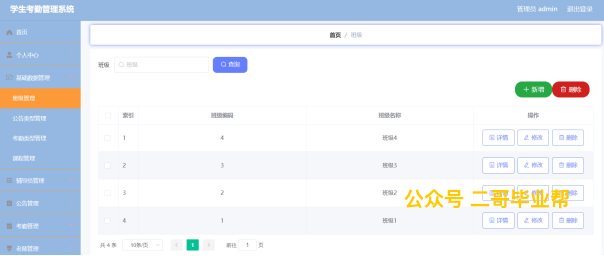 学生考勤管理系统
管理员 admin 退出登录
首页
个人中心
基础数据管理
班级管理
公告类型管理
考勤类型管理
课程管理
辅导员管理
公告管理
考勤管理
首页 / 班级
班级 班级 查询
+ 新增 删除
索引 班级编码 班级名称 操作
1 4 班级4 详情 修改 删除
2 3 班级3 详情 修改 删除
3 2 班级2 详情 修改 删除
4 1 班级1 详情 修改 删除
公众号 二哥毕业帮
共 4 条 10条/页 < 1 > 前往 1 页